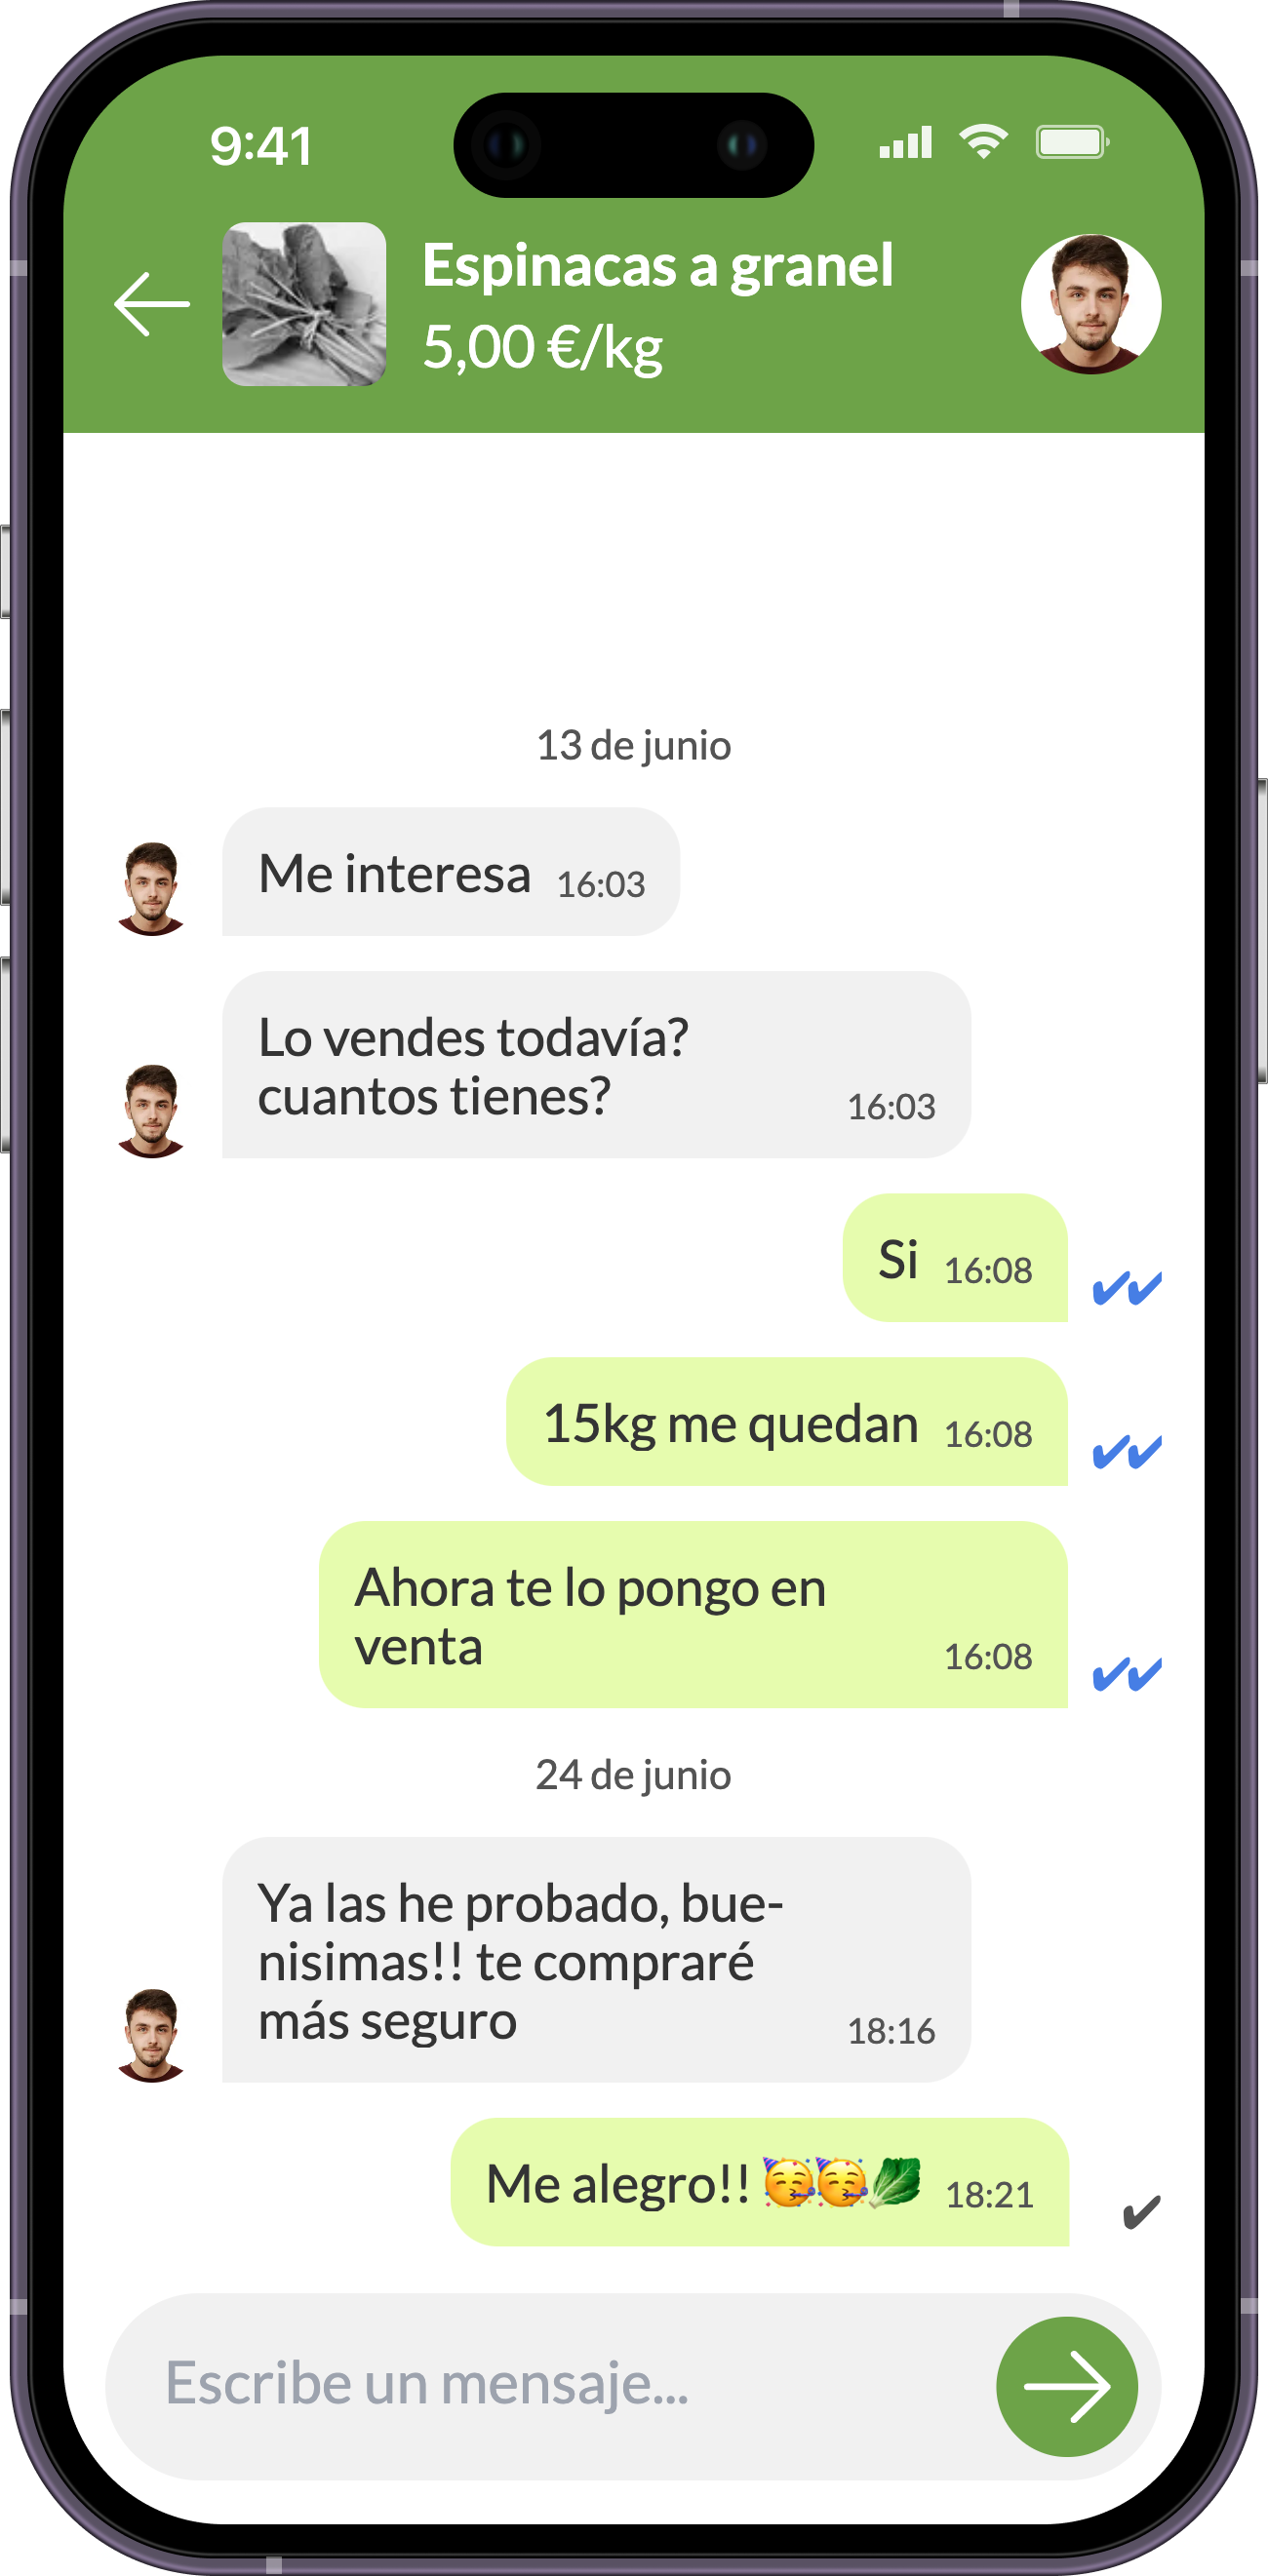 9:41
Espinacas a granel
5,00 €/kg
13 de junio
Me interesa 16:03
Lo vendes todavía?
cuantos tienes? 16:03
Si 16:08
15kg me quedan 16:08
Ahora te lo pongo en
venta 16:08
24 de junio
Ya las he probado, bue-
nisimas!! te compraré
más seguro 18:16
Me alegro!! 🥳🥳🥬 18:21
Escribe un mensaje...